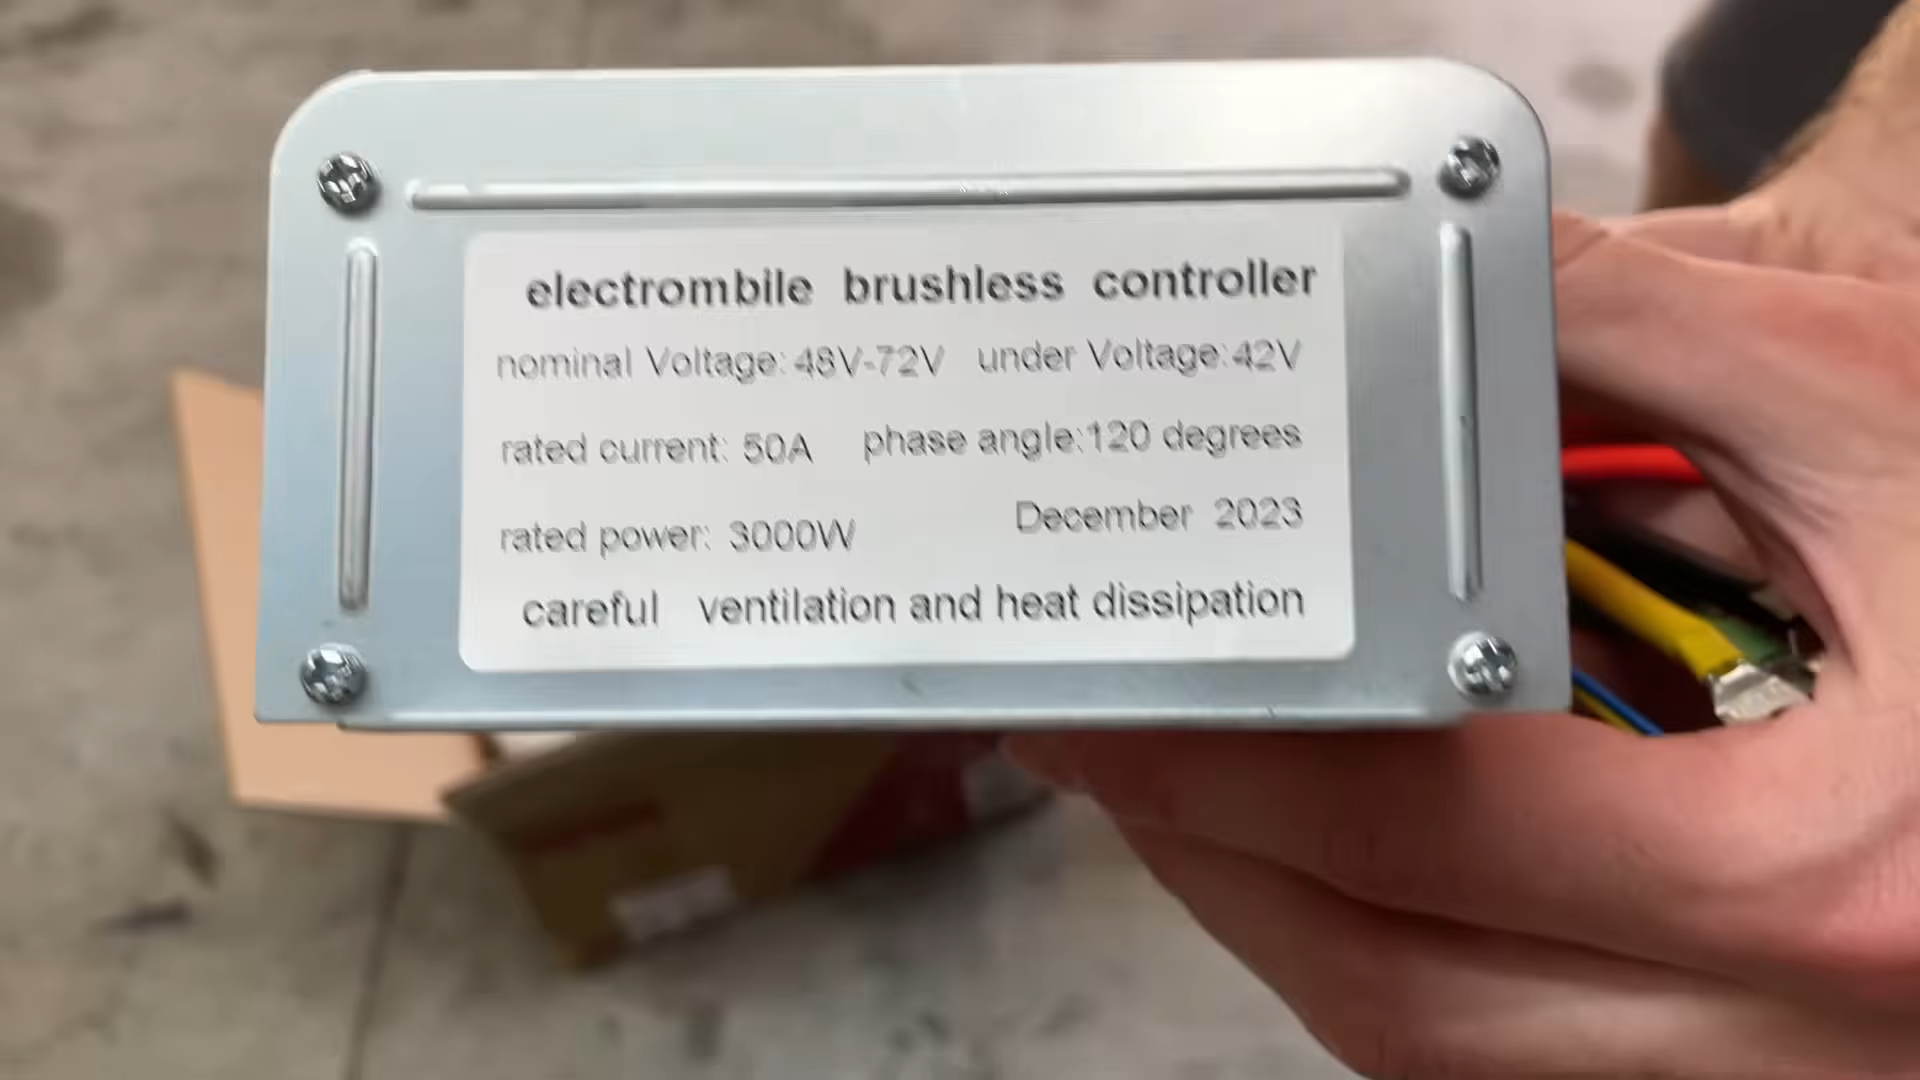 electrombile brushless controller
nominal Voltage: 48V-72V under Voltage:42V
rated current: 50A phase angle:120 degrees
rated power: 3000W December 2023
careful ventilation and heat dissipation